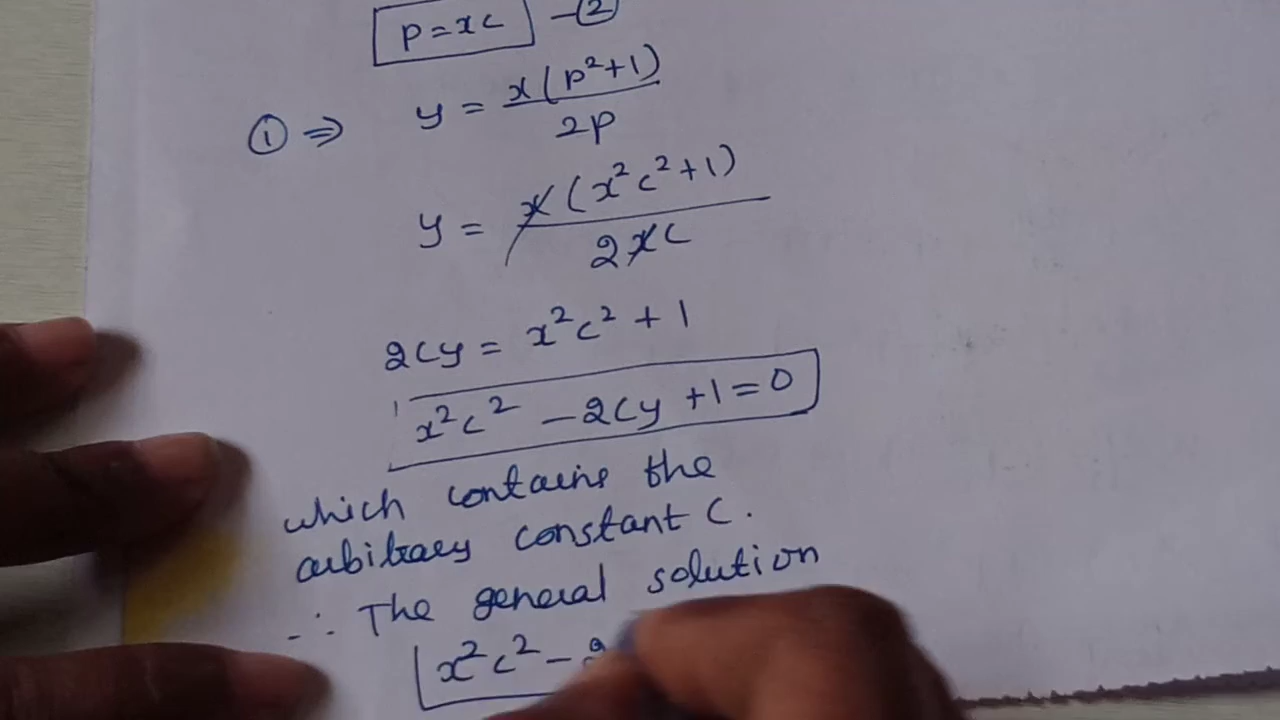 p=xc —②
① ⇒ y = x(p²+1) / 2p
y = x(x²c²+1) / 2xc
2cy = x²c² + 1
x²c² – 2cy + 1 = 0
which contains the
arbitrary constant C.
∴ The general solution
x²c² – 2